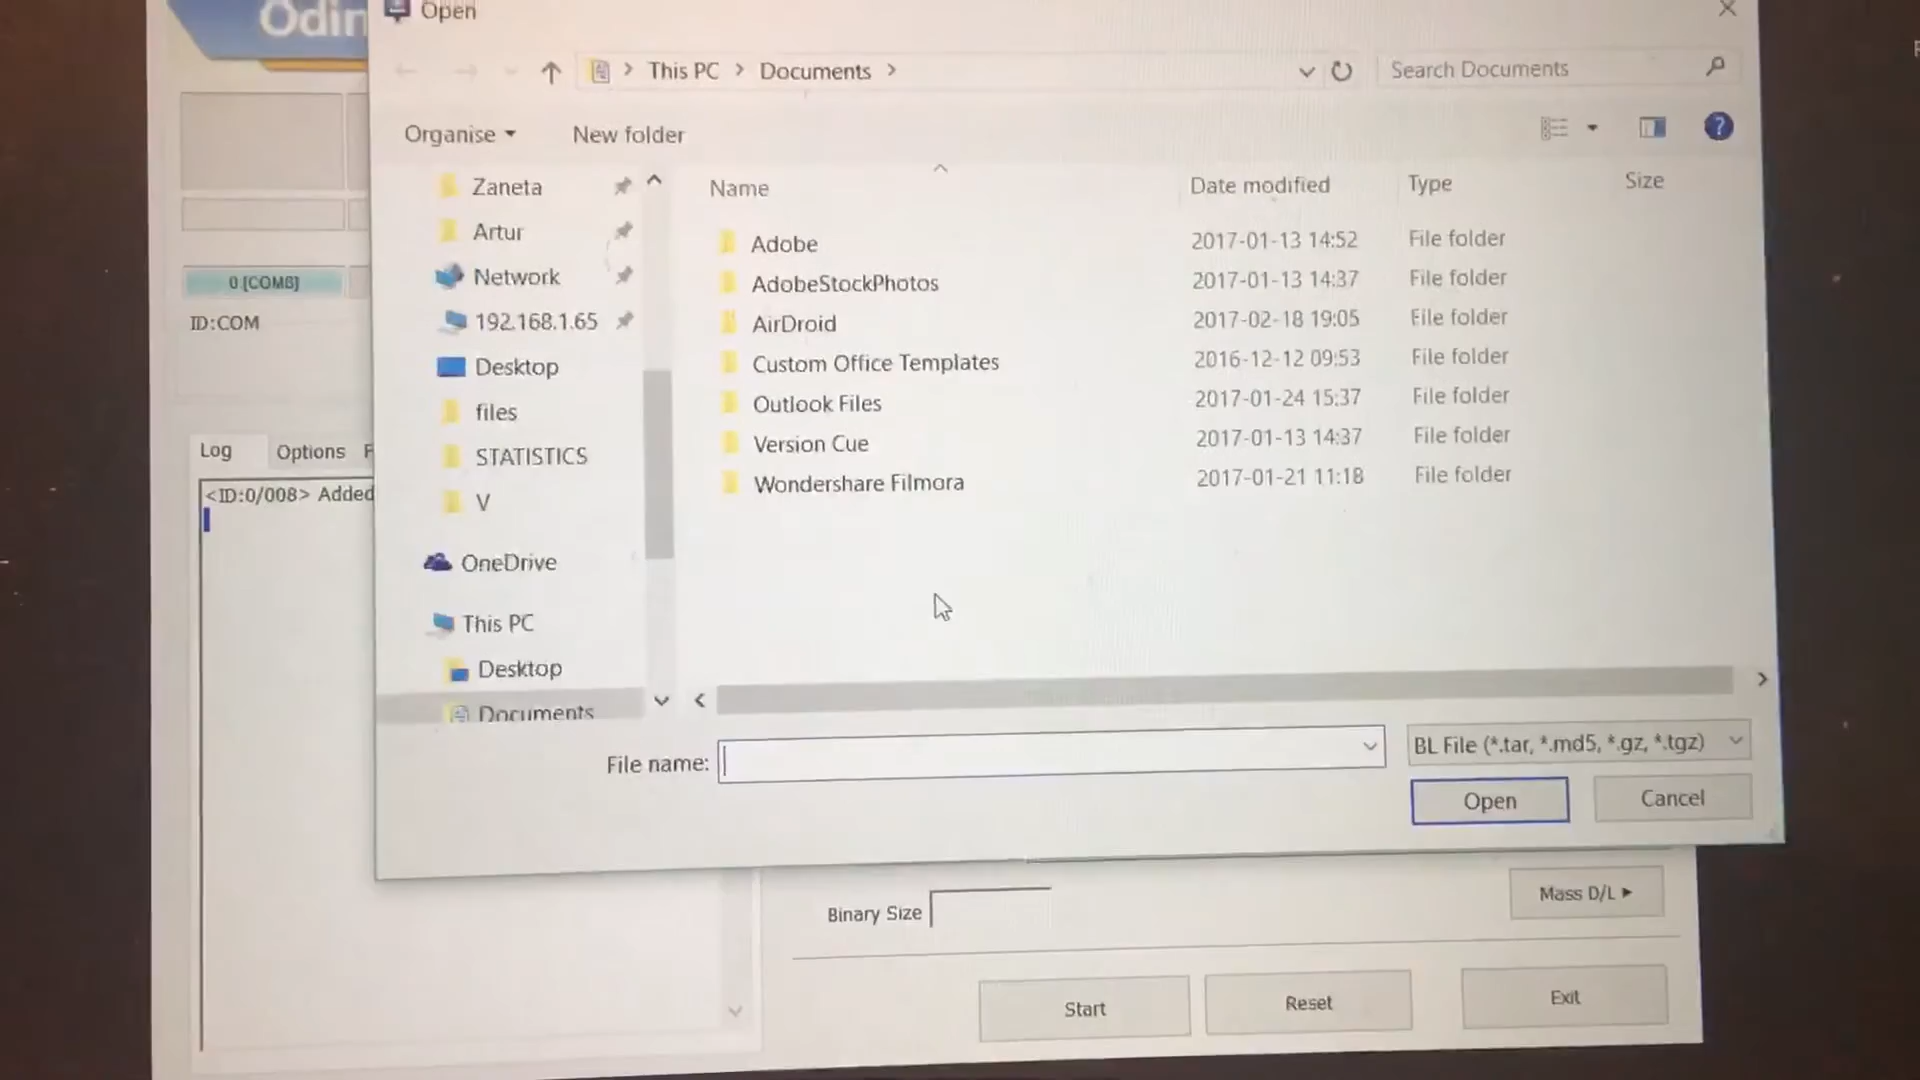 Odin
Open
This PC > Documents >
Search Documents
Organise
New folder
Name
Date modified
Type
Size
Zaneta
Artur
Network
192.168.1.65
Desktop
files
STATISTICS
V
OneDrive
This PC
Desktop
Documents
Adobe 2017-01-13 14:52 File folder
AdobeStockPhotos 2017-01-13 14:37 File folder
AirDroid 2017-02-18 19:05 File folder
Custom Office Templates 2016-12-12 09:53 File folder
Outlook Files 2017-01-24 15:37 File folder
Version Cue 2017-01-13 14:37 File folder
Wondershare Filmora 2017-01-21 11:18 File folder
File name:
BL File (*.tar, *.md5, *.gz, *.tgz)
Open
Cancel
0 [COM8]
ID:COM
Log
Options
<ID:0/008> Added
Binary Size
Mass D/L
Start
Reset
Exit